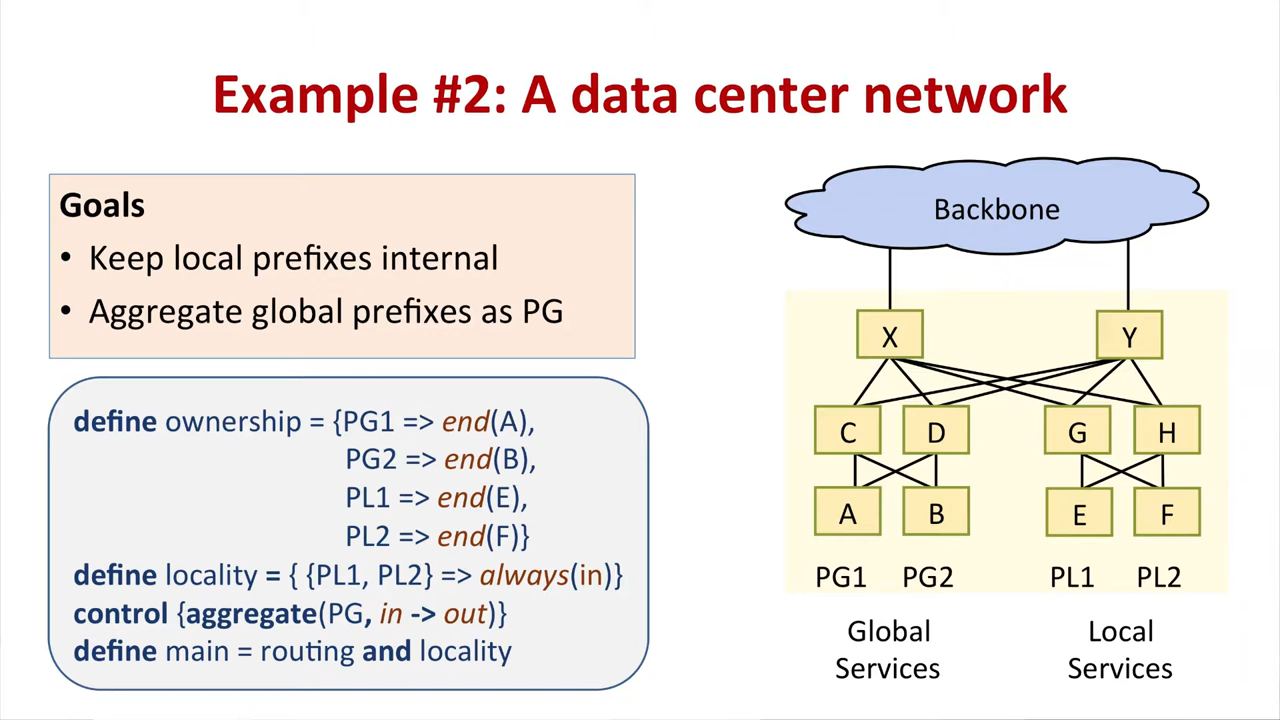 Example #2: A data center network
Goals
• Keep local prefixes internal
• Aggregate global prefixes as PG
define ownership = {PG1 => end(A),
PG2 => end(B),
PL1 => end(E),
PL2 => end(F)}
define locality = { {PL1, PL2} => always(in)}
control {aggregate(PG, in -> out)}
define main = routing and locality
Backbone
X Y
C D G H
A B E F
PG1 PG2 PL1 PL2
Global
Services
Local
Services